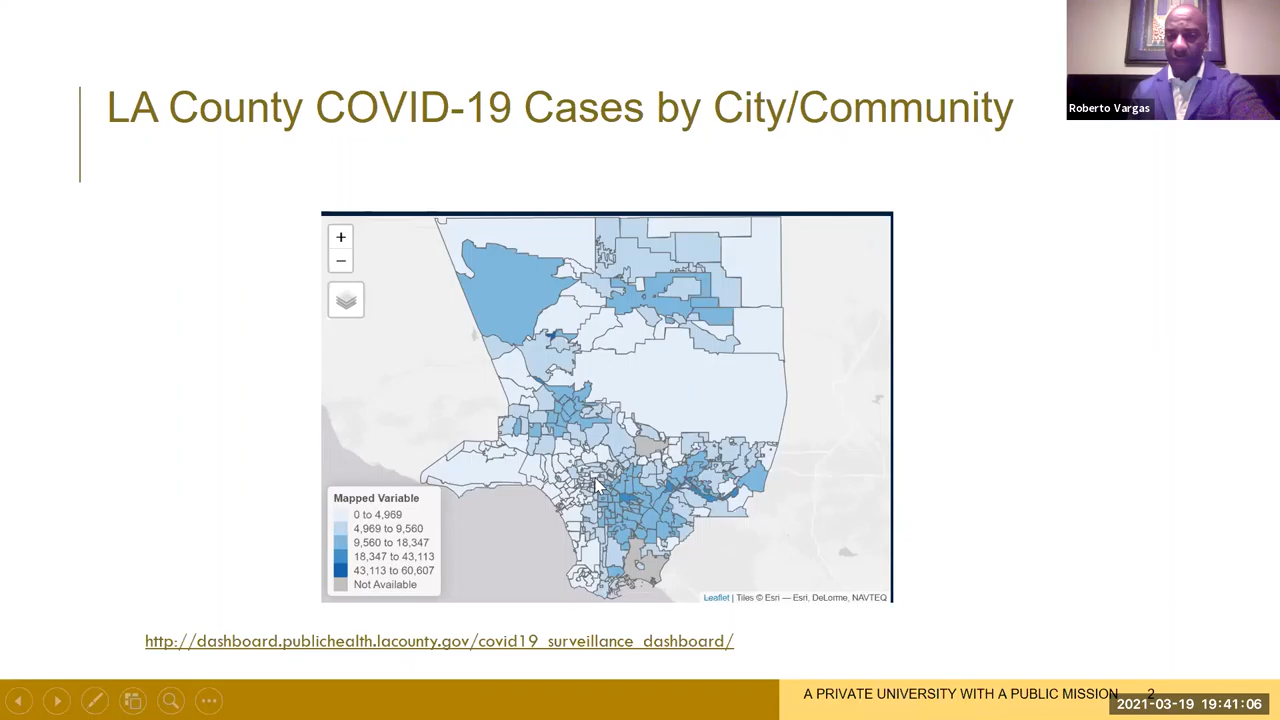 LA County COVID-19 Cases by City/Community
Roberto Vargas
+
−
Mapped Variable
0 to 4,969
4,969 to 9,560
9,560 to 18,347
18,347 to 43,113
43,113 to 60,607
Not Available
Leaflet | Tiles © Esri — Esri, DeLorme, NAVTEQ
http://dashboard.publichealth.lacounty.gov/covid19_surveillance_dashboard/
A PRIVATE UNIVERSITY WITH A PUBLIC MISSION 2
2021-03-19 19:41:06